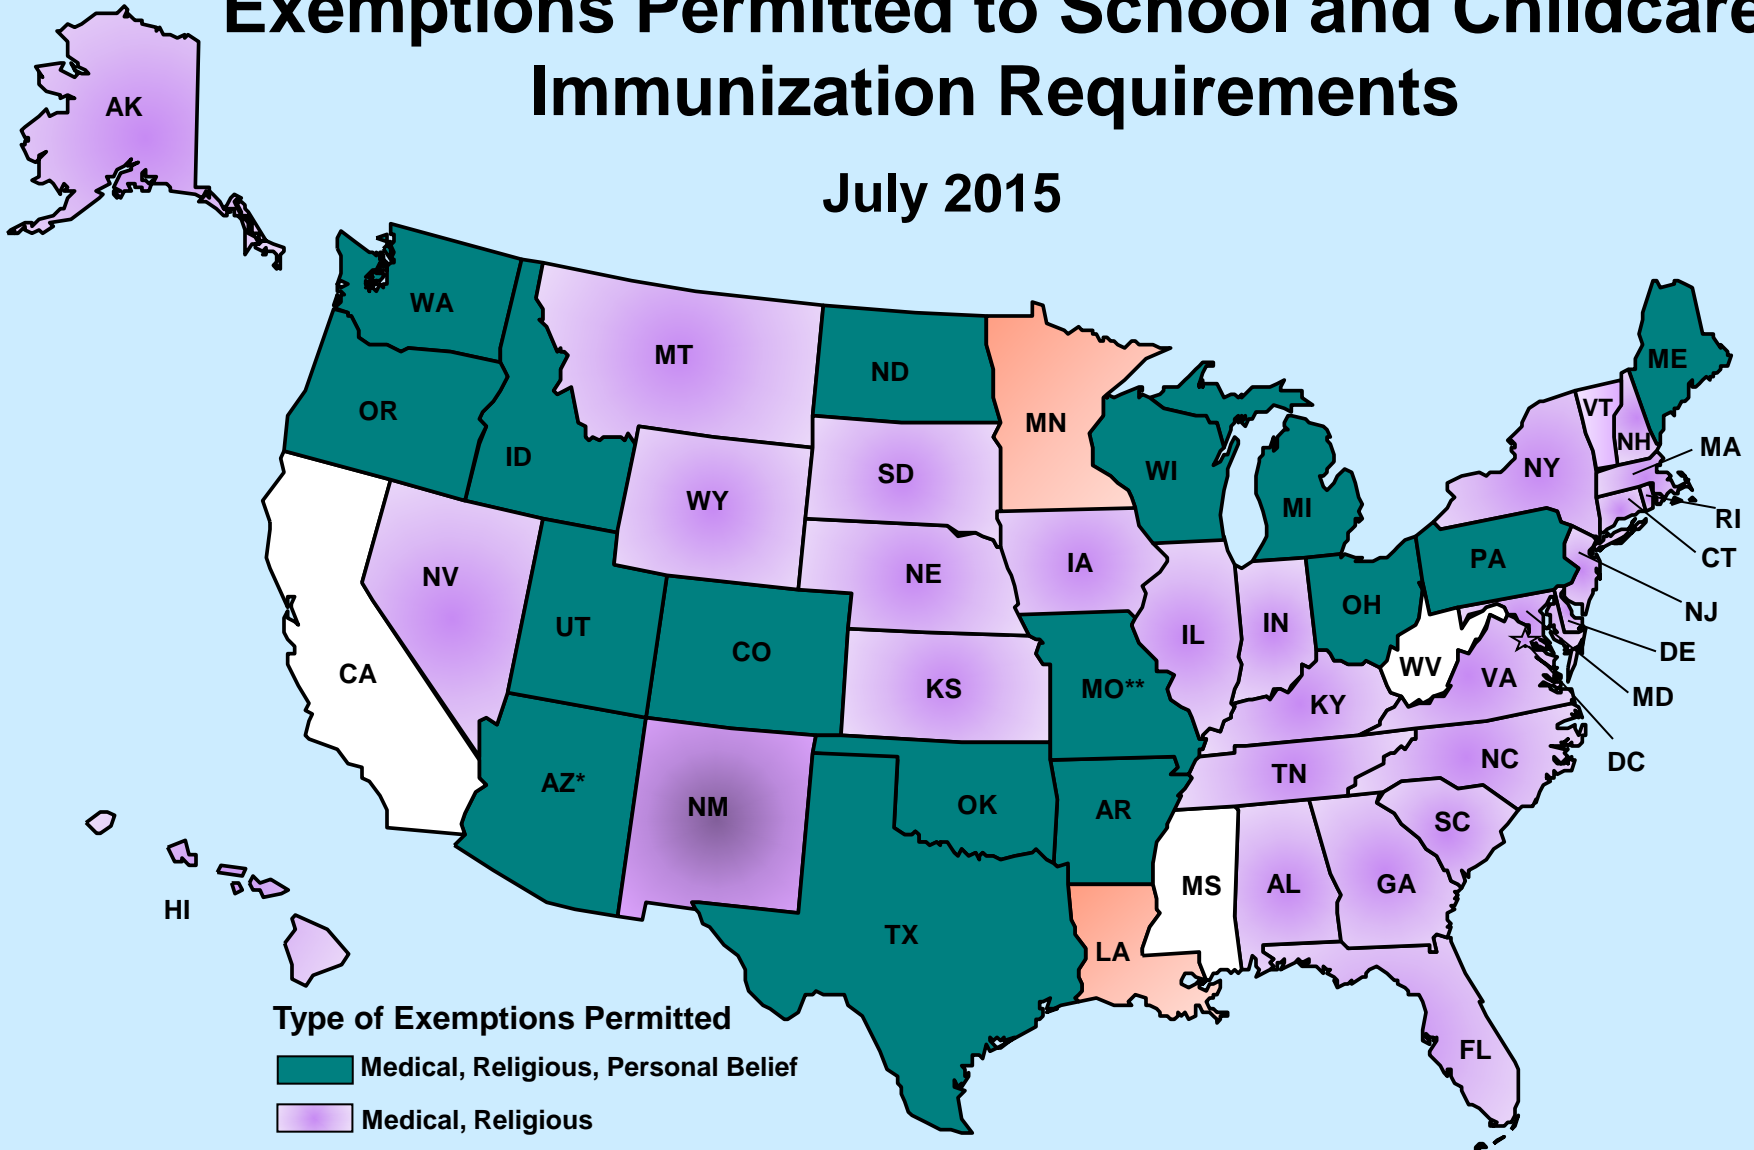 Exemptions Permitted to School and Childcare
Immunization Requirements
July 2015
AK
WA
MT
ND
MN
ME
OR
ID
SD
WI
VT
NH
MA
NY
WY
MI
RI
NV
NE
IA
PA
CT
UT
CO
IL
IN
OH
NJ
CA
KS
MO**
WV
VA
DE
KY
MD
AZ*
NM
OK
AR
TN
NC
DC
SC
HI
TX
LA
MS
AL
GA
FL
Type of Exemptions Permitted
Medical, Religious, Personal Belief
Medical, Religious